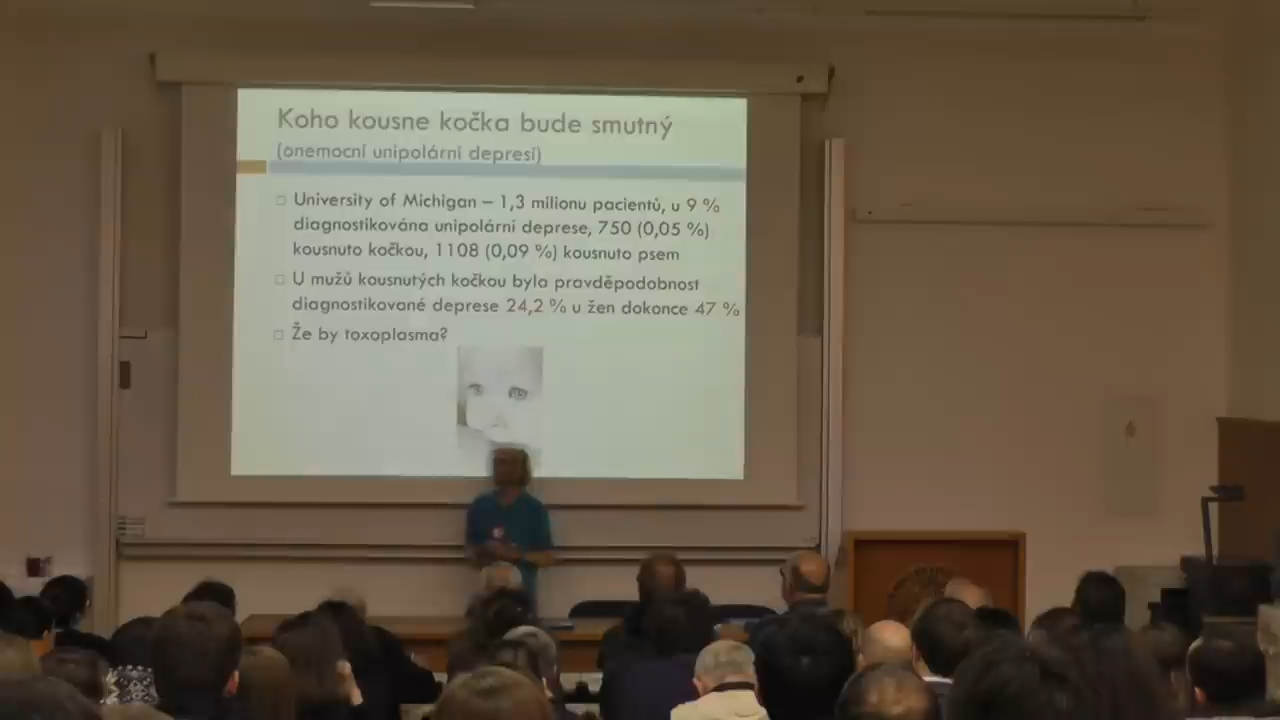 Koho kousne kočka bude smutný
(onemocní unipolární depresí)
□ University of Michigan – 1,3 milionu pacientů, u 9 %
diagnostikována unipolární deprese, 750 (0,05 %)
kousnuto kočkou, 1108 (0,09 %) kousnuto psem
□ U mužů kousnutých kočkou byla pravděpodobnost
diagnostikované deprese 24,2 % u žen dokonce 47 %
□ Že by toxoplasma?